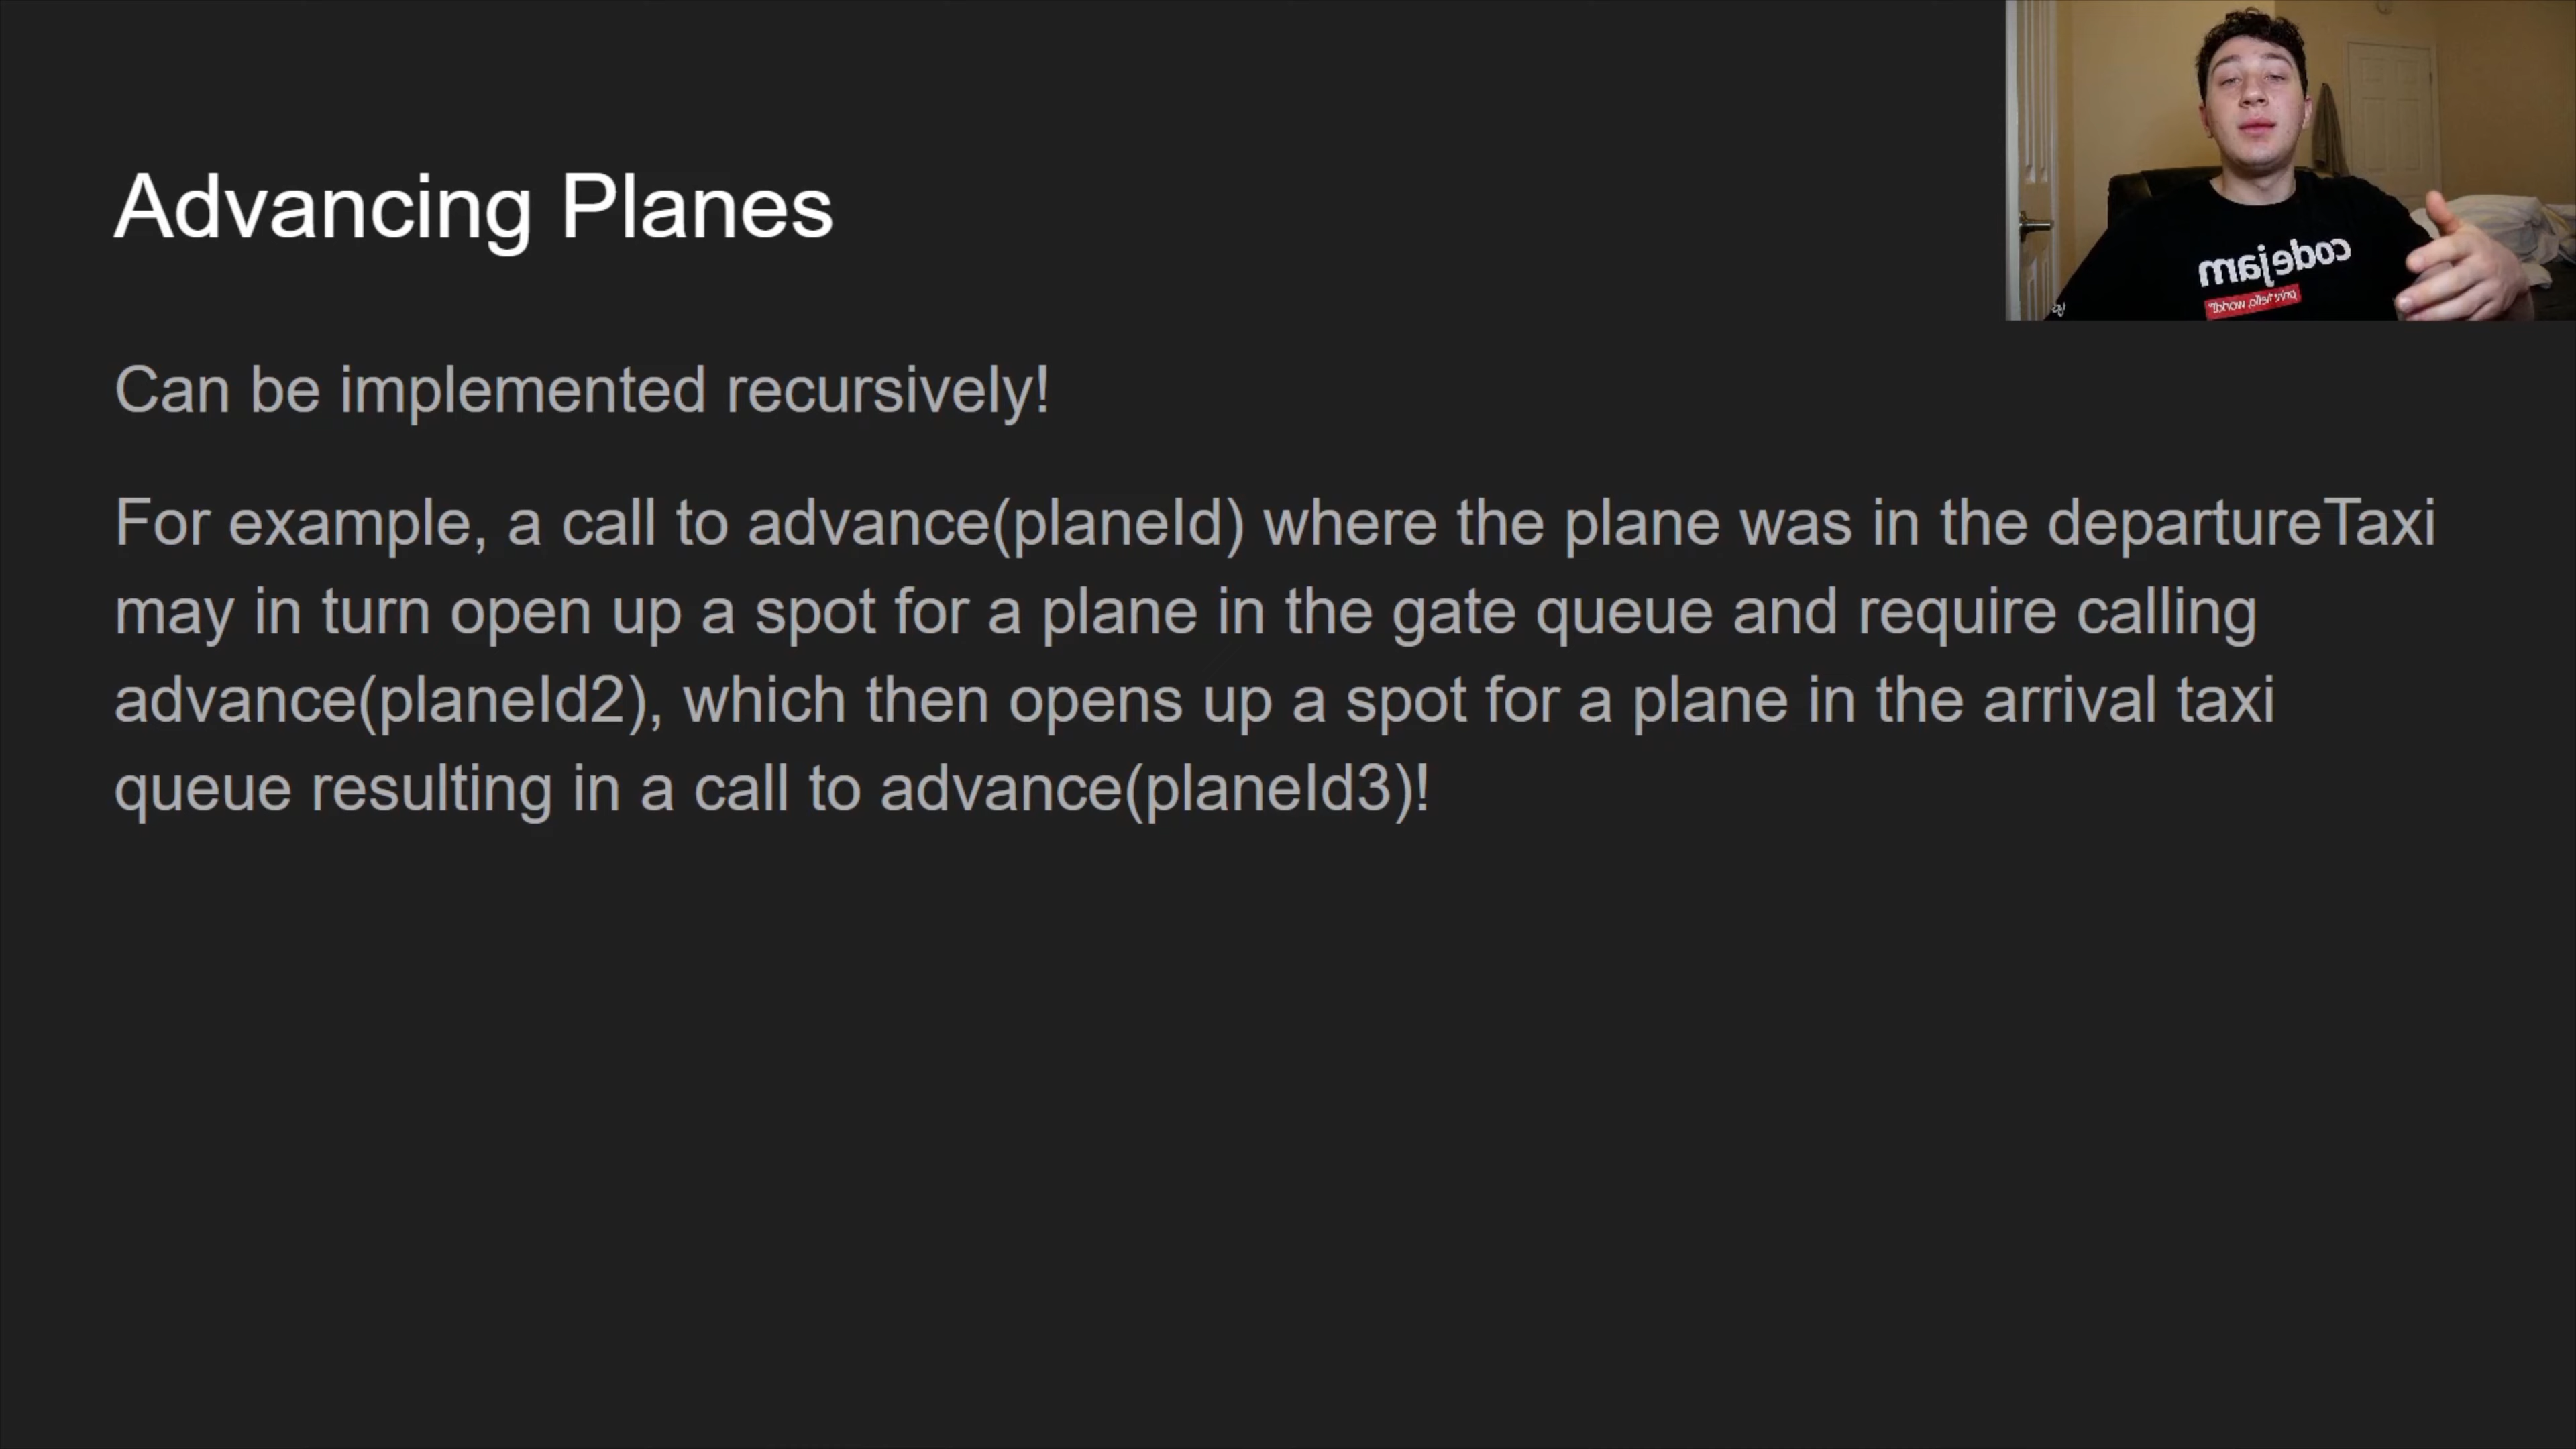 Advancing Planes
Can be implemented recursively!
For example, a call to advance(planeId) where the plane was in the departureTaxi
may in turn open up a spot for a plane in the gate queue and require calling
advance(planeId2), which then opens up a spot for a plane in the arrival taxi
queue resulting in a call to advance(planeId3)!
codejam